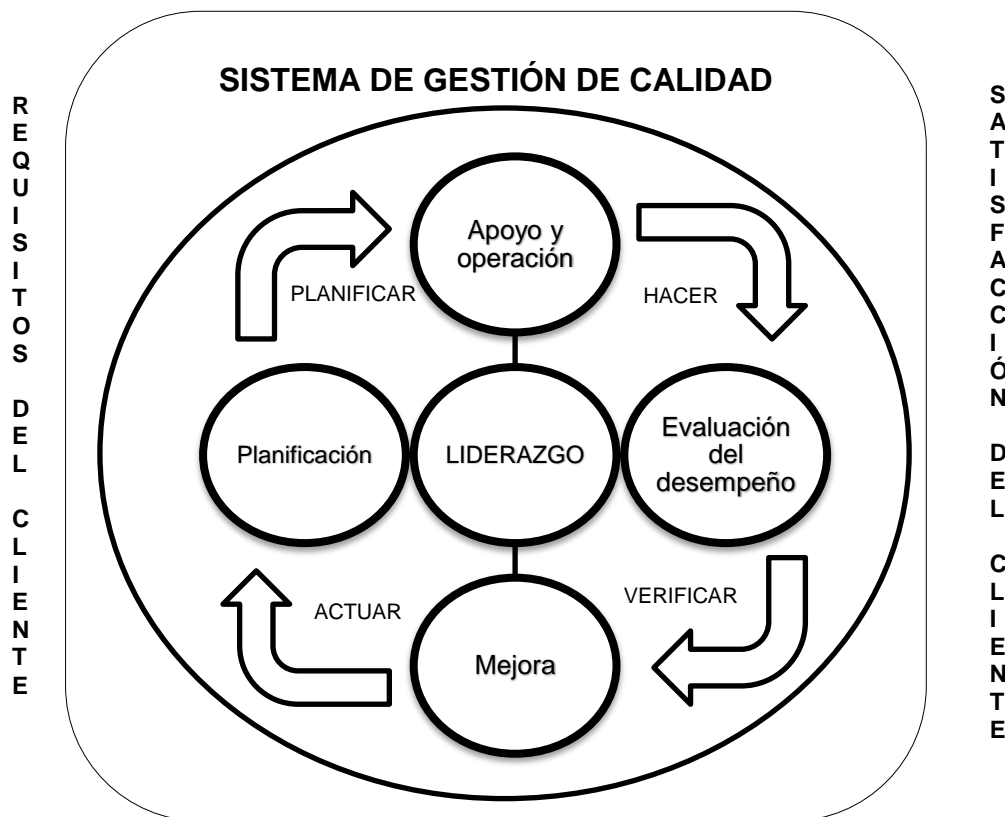 SISTEMA DE GESTIÓN DE CALIDAD
REQUISITOS DEL CLIENTE
Apoyo y
operación
PLANIFICAR
HACER
Planificación
LIDERAZGO
Evaluación
del
desempeño
ACTUAR
VERIFICAR
Mejora
SATISFACCIÓN DEL CLIENTE